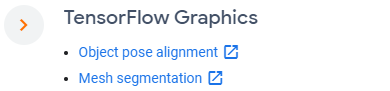 TensorFlow Graphics
Object pose alignment
Mesh segmentation